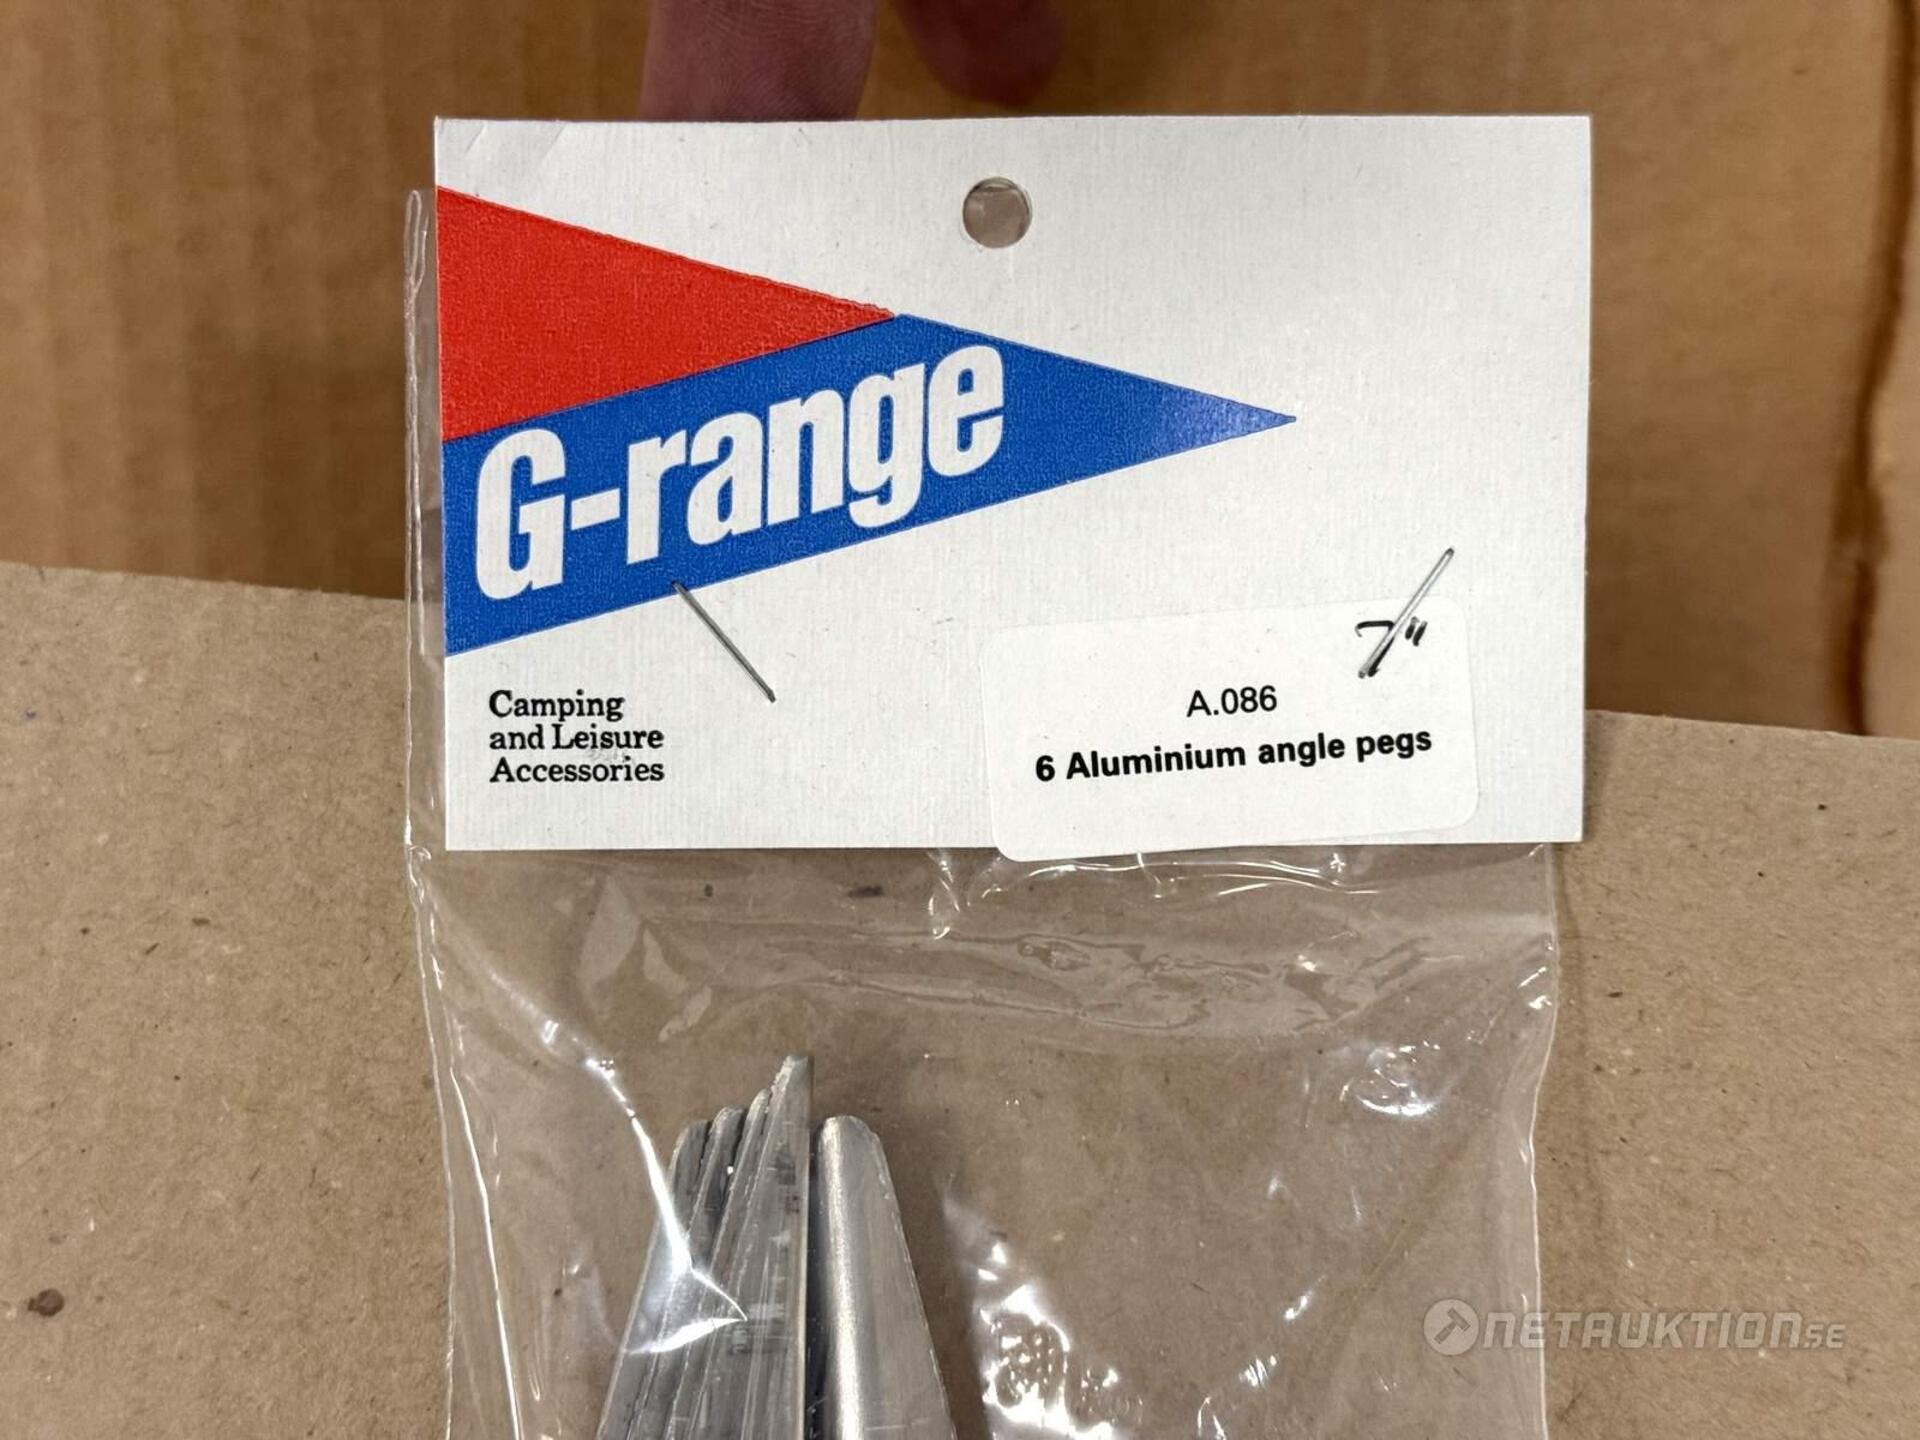 G-range
Camping
and Leisure
Accessories
7"
A.086
6 Aluminium angle pegs
NETAUKTION.SE